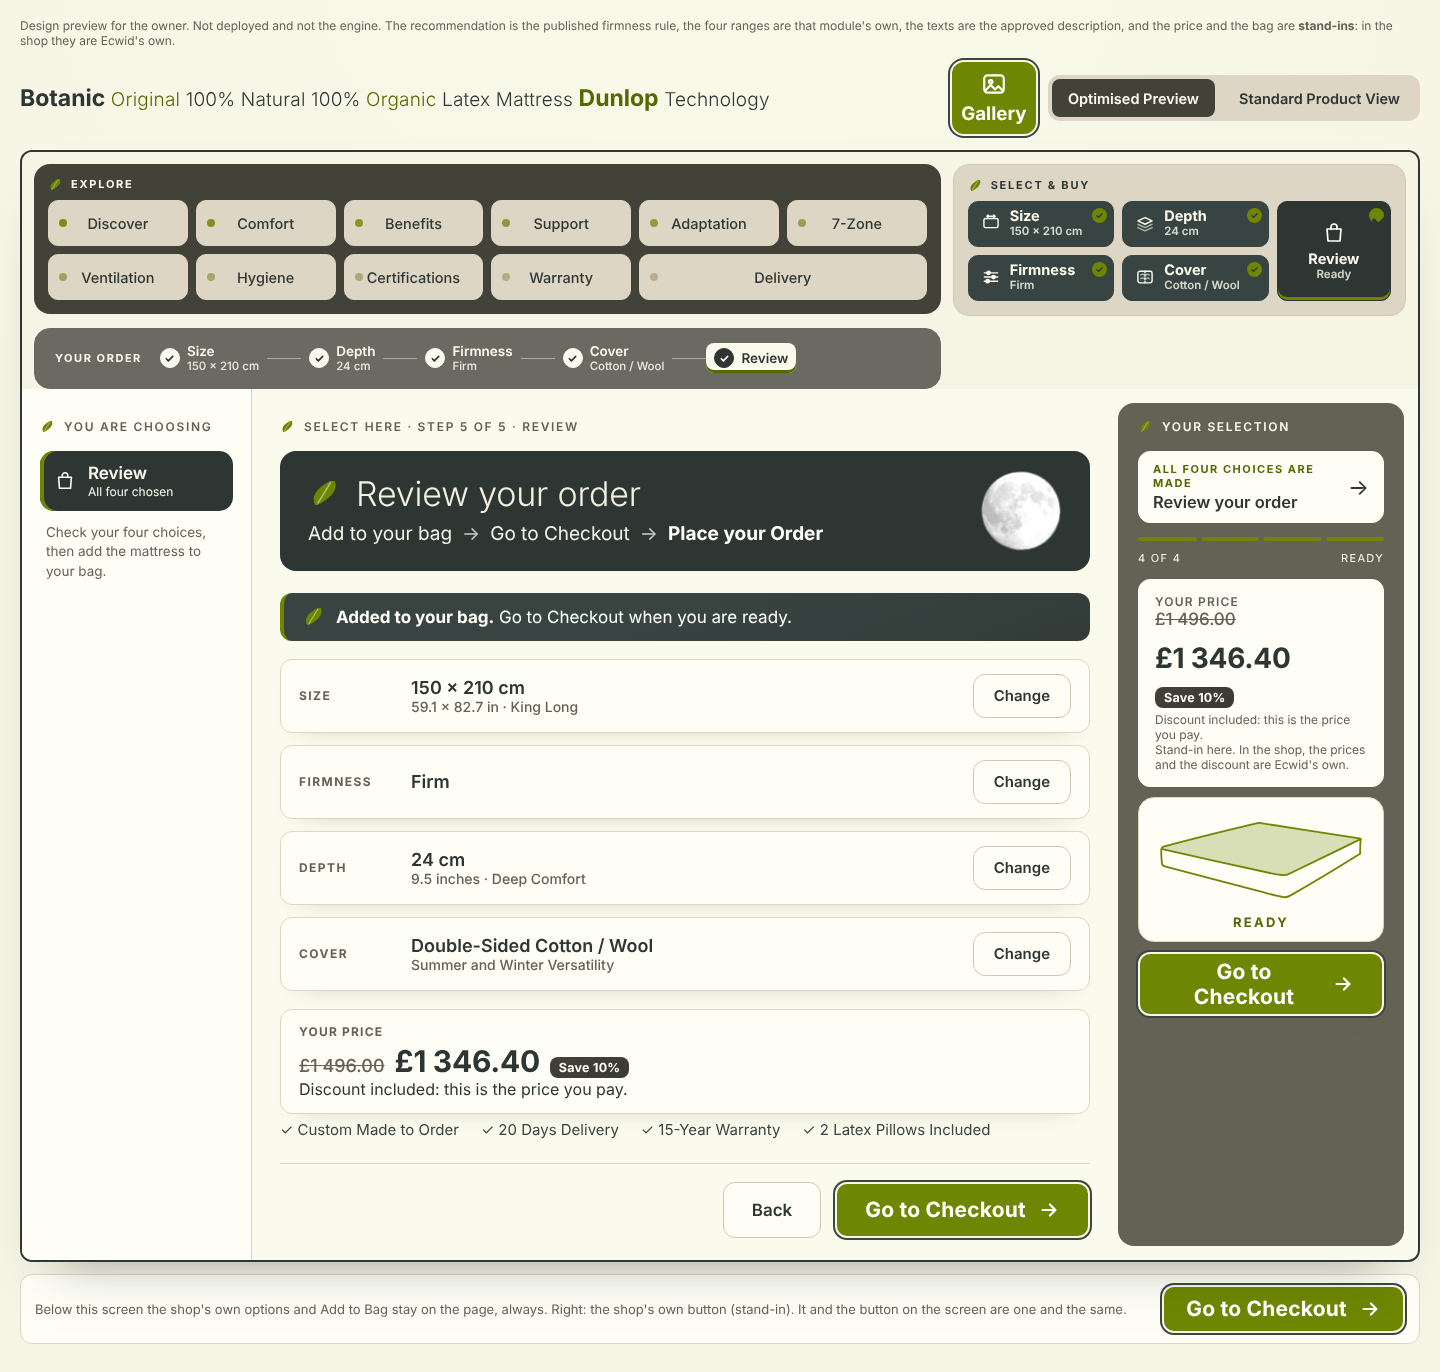 Design preview for the owner. Not deployed and not the engine. The recommendation is the published firmness rule, the four ranges are that module's own, the texts are the approved description, and the price and the bag are stand-ins: in the
shop they are Ecwid's own.
Botanic Original 100% Natural 100% Organic Latex Mattress Dunlop Technology
Gallery
Optimised Preview
Standard Product View
EXPLORE
Discover
Comfort
Benefits
Support
Adaptation
7-Zone
Ventilation
Hygiene
Certifications
Warranty
Delivery
SELECT & BUY
Size
150 × 210 cm
Depth
24 cm
Firmness
Firm
Cover
Cotton / Wool
Review
Ready
YOUR ORDER
Size
150 × 210 cm
Depth
24 cm
Firmness
Firm
Cover
Cotton / Wool
Review
YOU ARE CHOOSING
Review
All four chosen
Check your four choices,
then add the mattress to
your bag.
SELECT HERE · STEP 5 OF 5 · REVIEW
Review your order
Add to your bag → Go to Checkout → Place your Order
Added to your bag. Go to Checkout when you are ready.
SIZE
150 × 210 cm
59.1 × 82.7 in · King Long
Change
FIRMNESS
Firm
Change
DEPTH
24 cm
9.5 inches · Deep Comfort
Change
COVER
Double-Sided Cotton / Wool
Summer and Winter Versatility
Change
YOUR PRICE
£1 496.00 £1 346.40 Save 10%
Discount included: this is the price you pay.
✓ Custom Made to Order ✓ 20 Days Delivery ✓ 15-Year Warranty ✓ 2 Latex Pillows Included
Back
Go to Checkout →
YOUR SELECTION
ALL FOUR CHOICES ARE
MADE
Review your order →
4 OF 4
READY
YOUR PRICE
£1 496.00
£1 346.40
Save 10%
Discount included: this is the price
you pay.
Stand-in here. In the shop, the prices
and the discount are Ecwid's own.
READY
Go to
Checkout →
Below this screen the shop's own options and Add to Bag stay on the page, always. Right: the shop's own button (stand-in). It and the button on the screen are one and the same.
Go to Checkout →